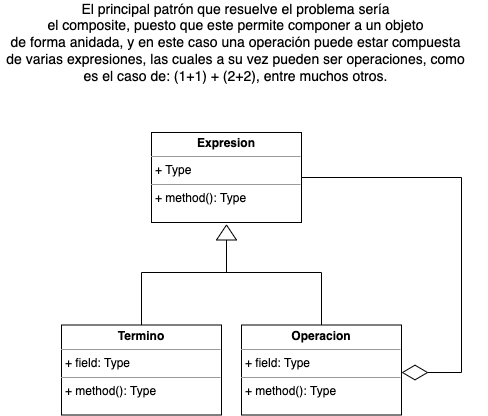 El principal patrón que resuelve el problema sería
el composite, puesto que este permite componer a un objeto
de forma anidada, y en este caso una operación puede estar compuesta
de varias expresiones, las cuales a su vez pueden ser operaciones, como
es el caso de: (1+1) + (2+2), entre muchos otros.
Expresion
+ Type
+ method(): Type
Termino
+ field: Type
+ method(): Type
Operacion
+ field: Type
+ method(): Type